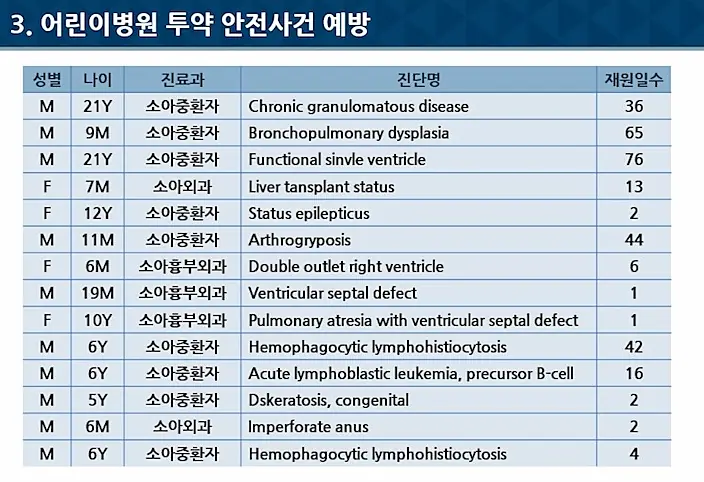 3. 어린이병원 투약 안전사건 예방
성별 나이 진료과 진단명 재원일수
M 21Y 소아중환자 Chronic granulomatous disease 36
M 9M 소아중환자 Bronchopulmonary dysplasia 65
M 21Y 소아중환자 Functional sinvle ventricle 76
F 7M 소아외과 Liver tansplant status 13
F 12Y 소아중환자 Status epilepticus 2
M 11M 소아중환자 Arthrogryposis 44
F 6M 소아흉부외과 Double outlet right ventricle 6
M 19M 소아흉부외과 Ventricular septal defect 1
F 10Y 소아흉부외과 Pulmonary atresia with ventricular septal defect 1
M 6Y 소아중환자 Hemophagocytic lymphohistiocytosis 42
M 6Y 소아중환자 Acute lymphoblastic leukemia, precursor B-cell 16
M 5Y 소아중환자 Dskeratosis, congenital 2
M 6M 소아외과 Imperforate anus 2
M 6Y 소아중환자 Hemophagocytic lymphohistiocytosis 4